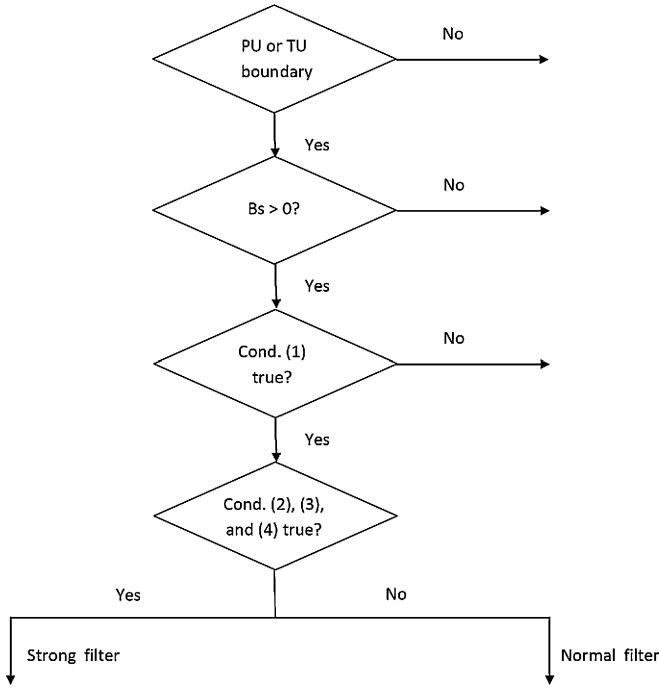 PU or TU
boundary
No
Yes
Bs > 0?
No
Yes
Cond. (1)
true?
No
Yes
Cond. (2), (3),
and (4) true?
Yes
No
Strong filter
Normal filter